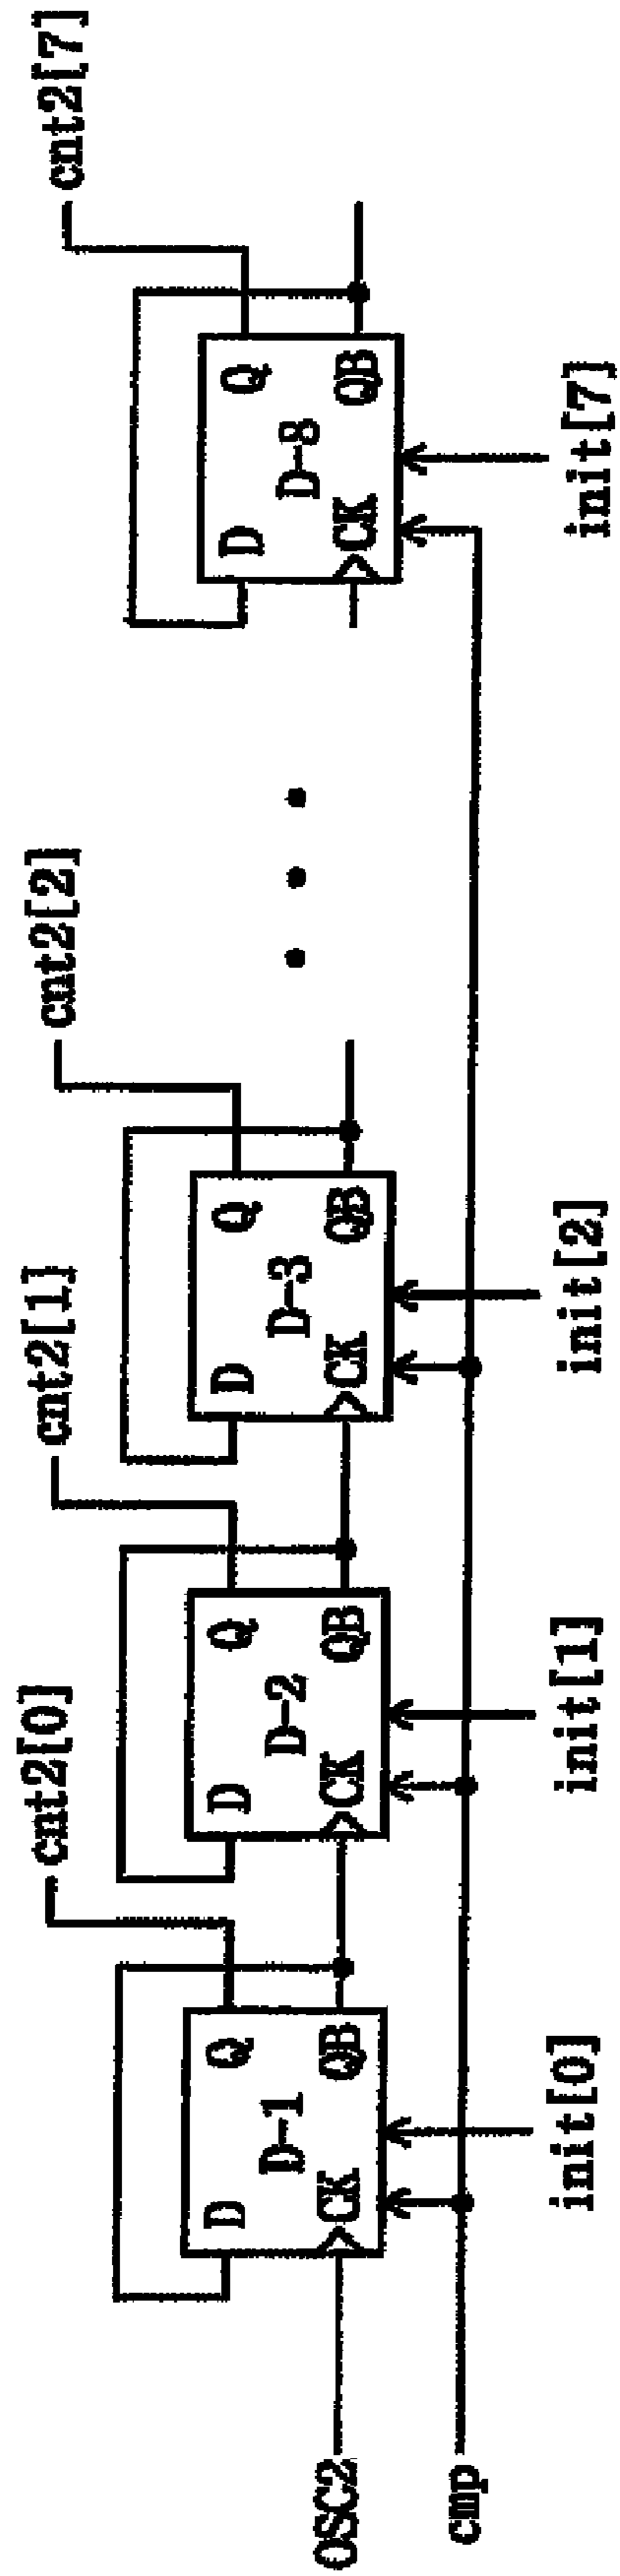 cnt2[0]
cnt2[1]
cnt2[2]
cnt2[7]
D Q
D-1
CK QB
D Q
D-2
CK QB
D Q
D-3
CK QB
D Q
D-8
CK QB
OSC2
cmp
init[0]
init[1]
init[2]
init[7]